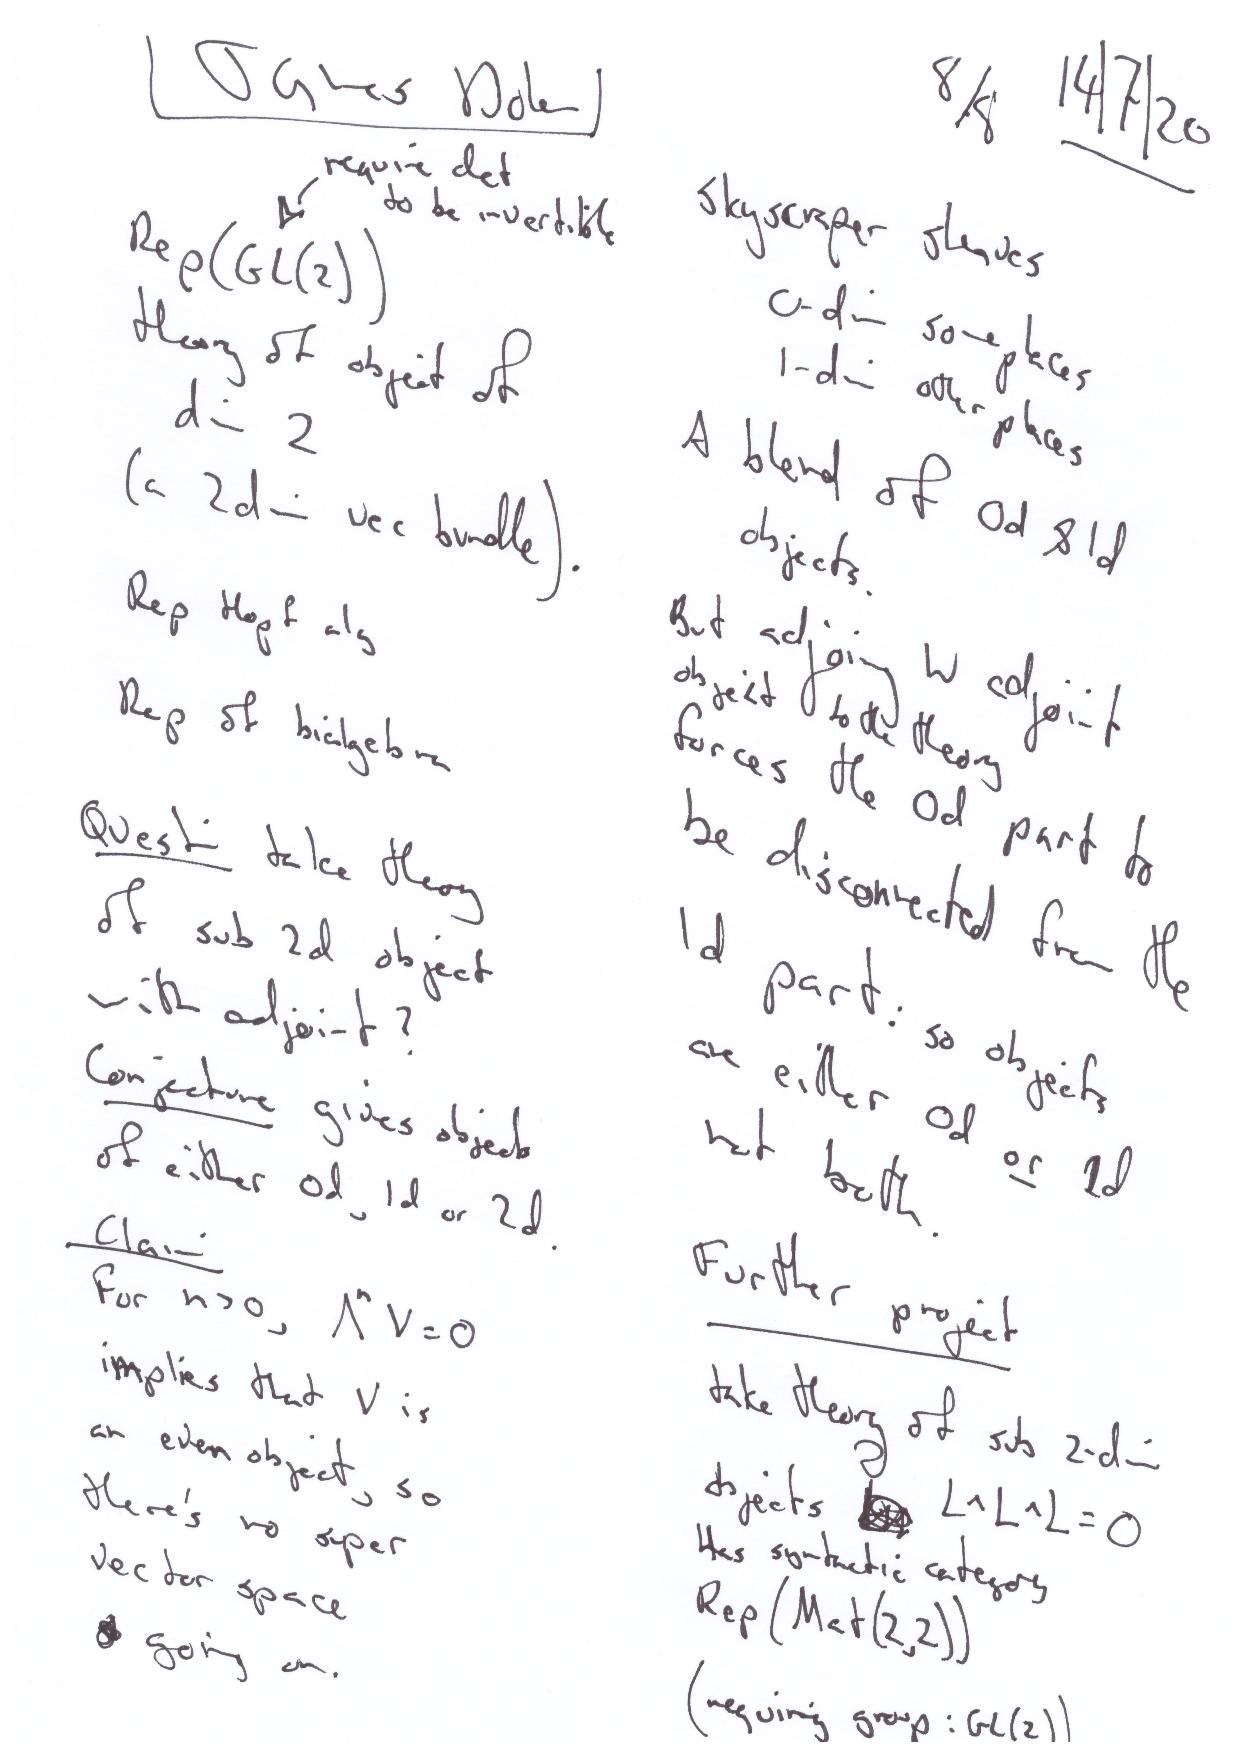 James Dolan
8/8 14/7/20
require det
to be invertible
Rep(GL(2))
theory of object of
dim 2
(a 2dim vec bundle).
Rep Hopf alg
Rep of bialgebra
Question take theory
of sub 2d object
with adjoint?
Conjecture gives objects
of either 0d, 1d or 2d.
Claim
For n>0, Λⁿ V=0
implies that V is
an even object, so
there's no super
vector space
going on.
Skyscraper sheaves
0-dim some places
1-dim other places
A blend of 0d & 1d
objects.
But adjoing W adjoint
object to the theory
forces the 0d part to
be disconnected from the
1d part. so objects
are either 0d or 1d
not both.
Further project
take theory of sub 2-dim
objects L∧L∧L=0
Has syntactic category
Rep(Mat(2,2))
(requiring group: GL(2))